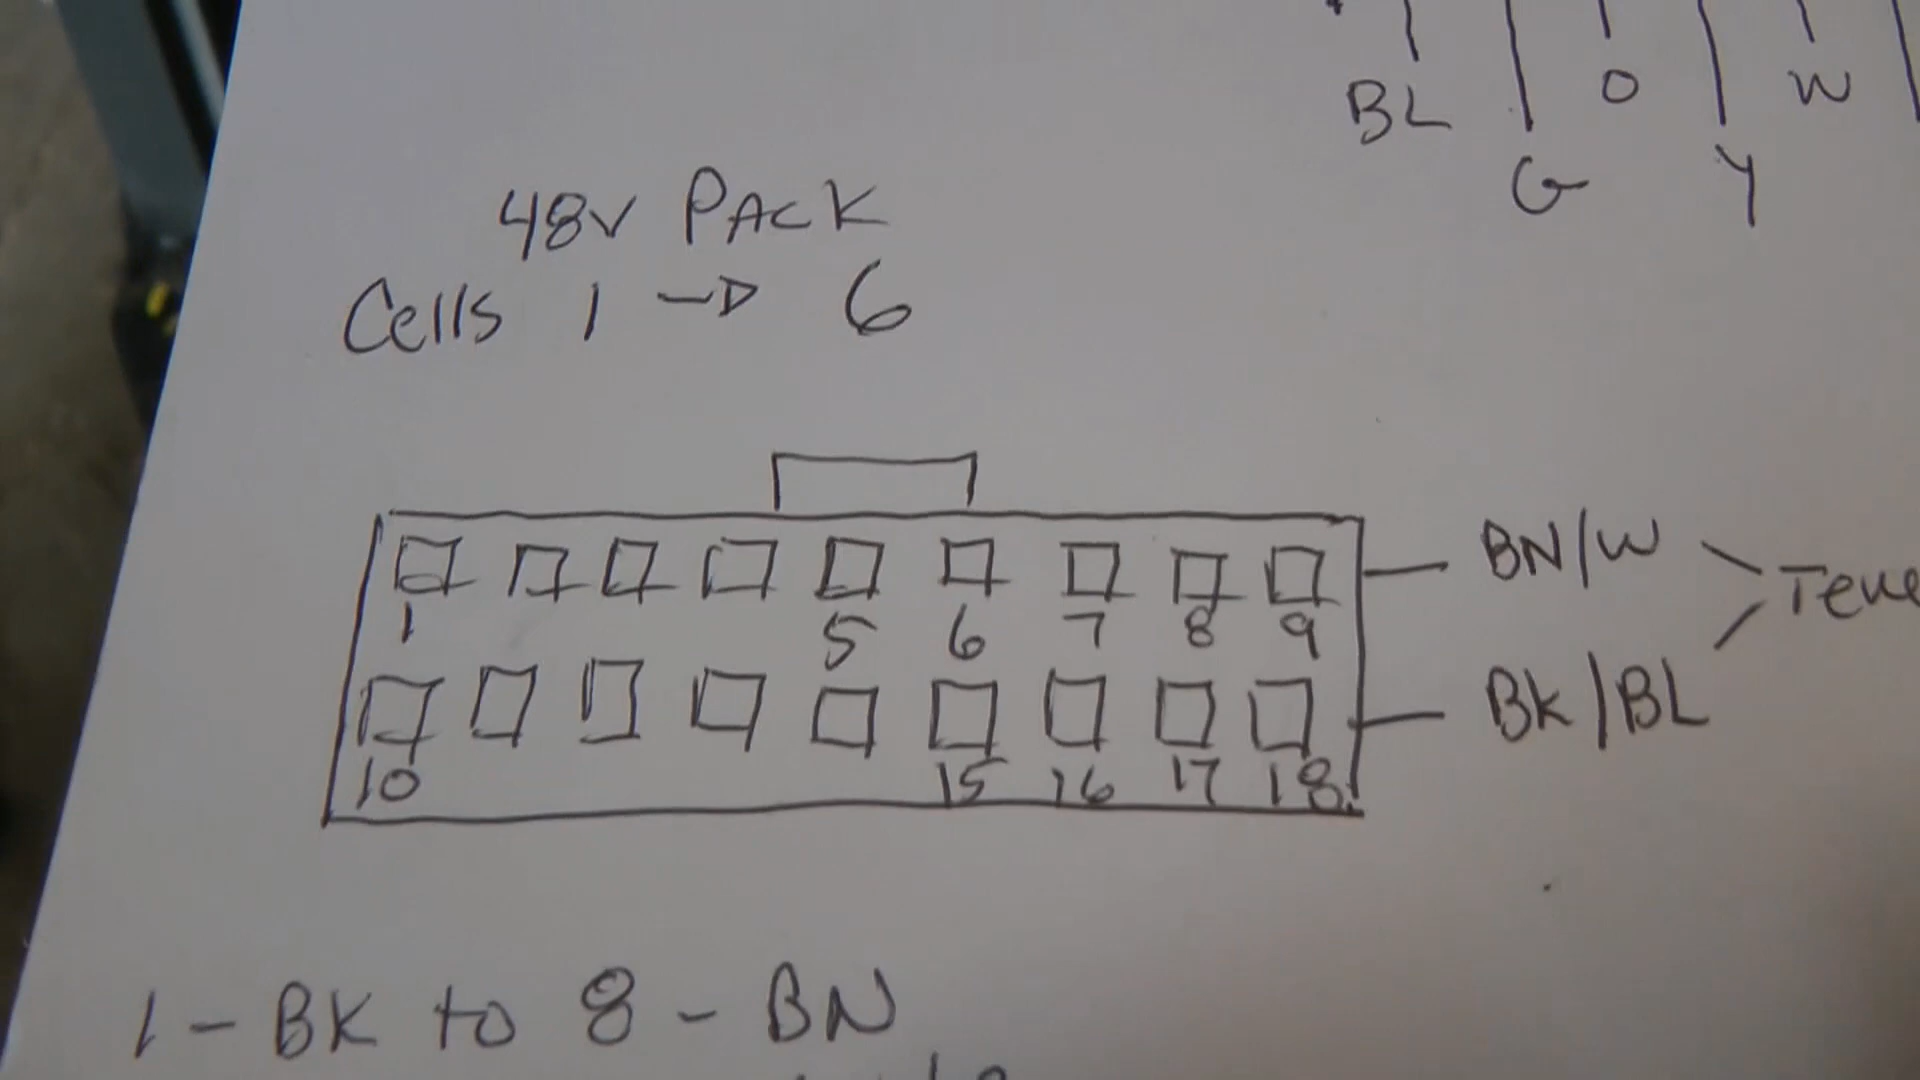 BL O W
G Y
48V PACK
Cells 1 → 6
BN/W
1 5 6 7 8 9
BK/BL
10 15 16 17 18
1 - BK to 8 - BN